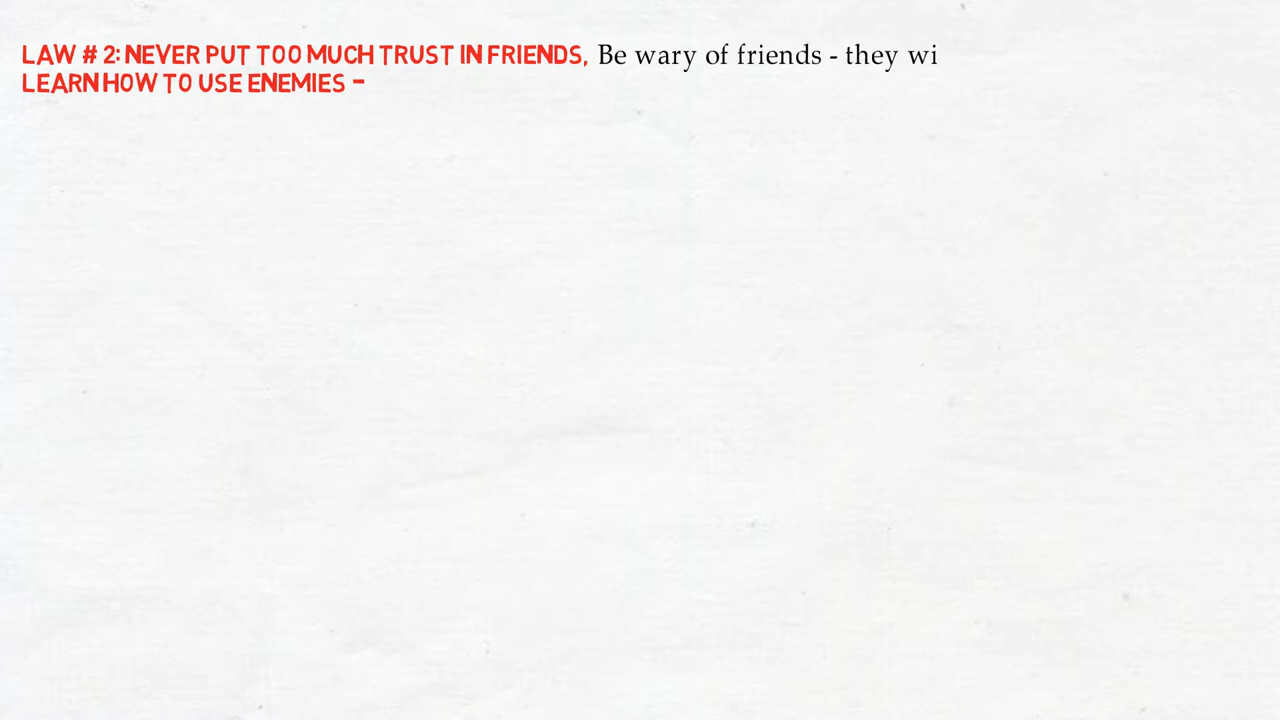 LAW # 2: NEVER PUT TOO MUCH TRUST IN FRIENDS, Be wary of friends - they wi
LEARN HOW TO USE ENEMIES -